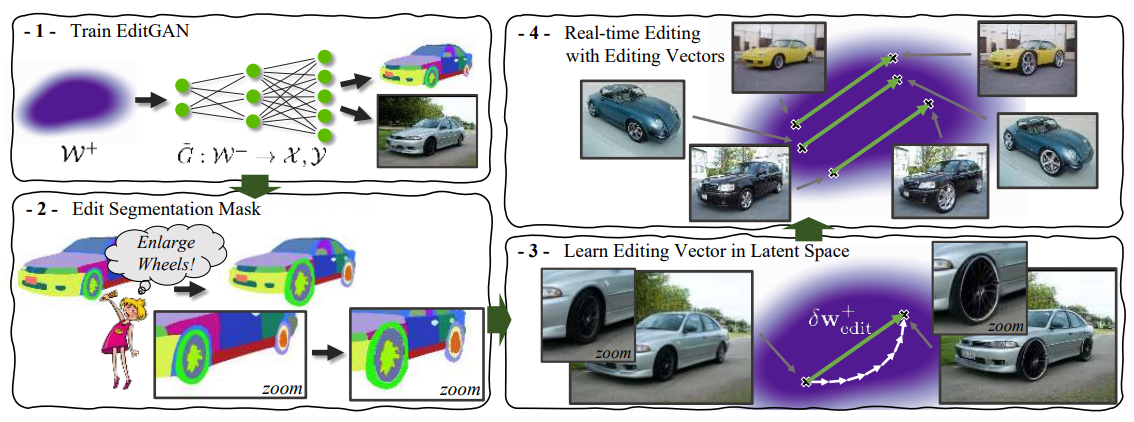 - 1 - Train EditGAN
𝒲⁺
G̃ : 𝒲⁻ → 𝒳, 𝒴
- 2 - Edit Segmentation Mask
Enlarge
Wheels!
zoom
zoom
- 3 - Learn Editing Vector in Latent Space
zoom
δw⁺edit
zoom
- 4 - Real-time Editing
with Editing Vectors